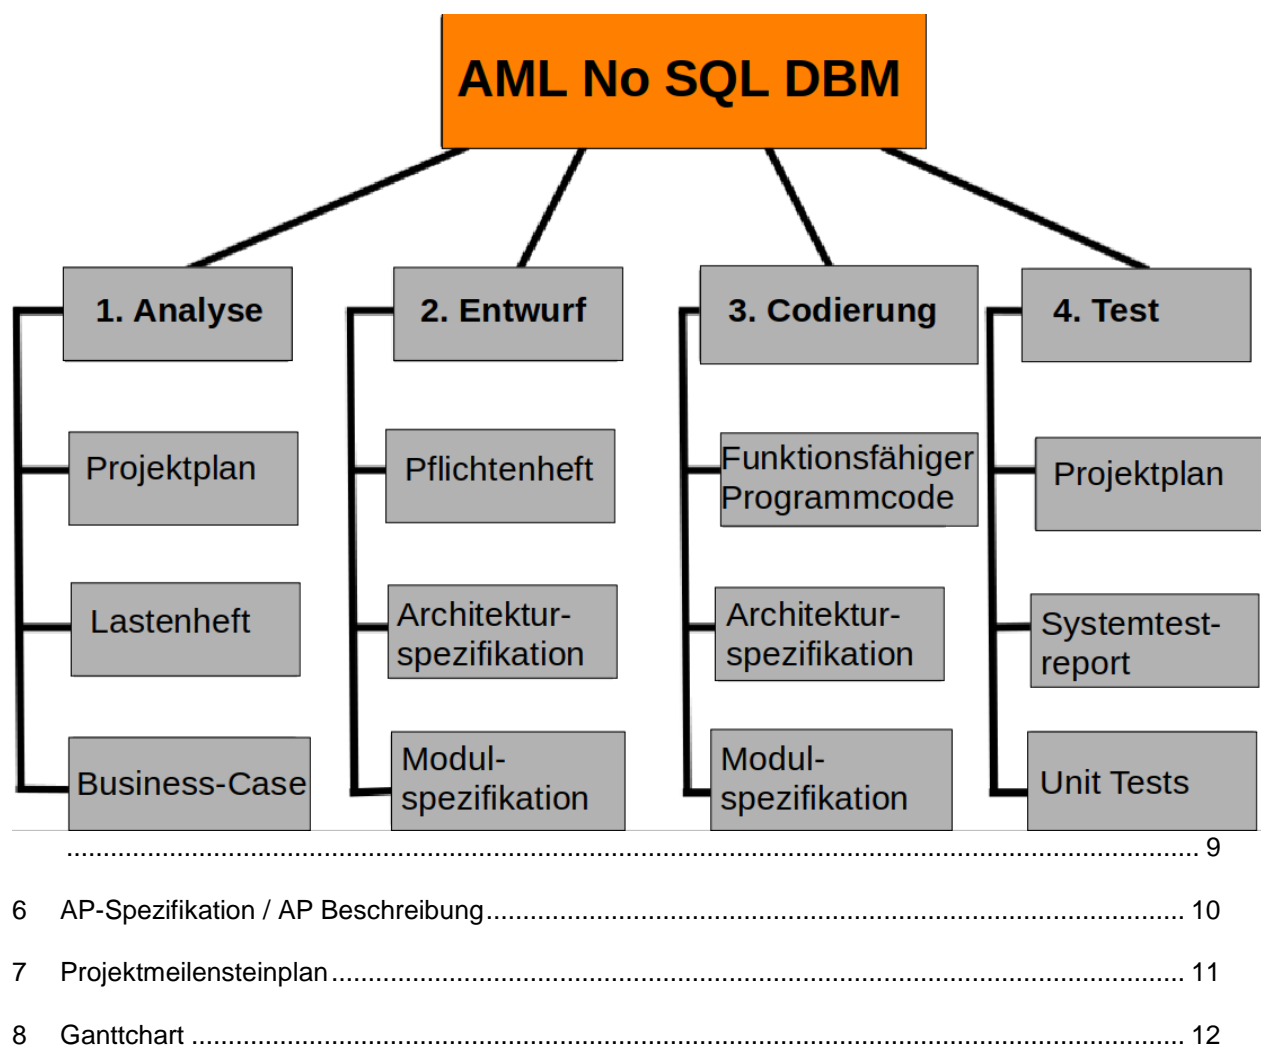 AML No SQL DBM
1. Analyse
2. Entwurf
3. Codierung
4. Test
Projektplan
Pflichtenheft
Funktionsfähiger
Programmcode
Projektplan
Lastenheft
Architektur-
spezifikation
Architektur-
spezifikation
Systemtest-
report
Business-Case
Modul-
spezifikation
Modul-
spezifikation
Unit Tests
........................................................................................................................ 9
6 AP-Spezifikation / AP Beschreibung........................................................................ 10
7 Projektmeilensteinplan........................................................................................ 11
8 Ganttchart ........................................................................................................ 12